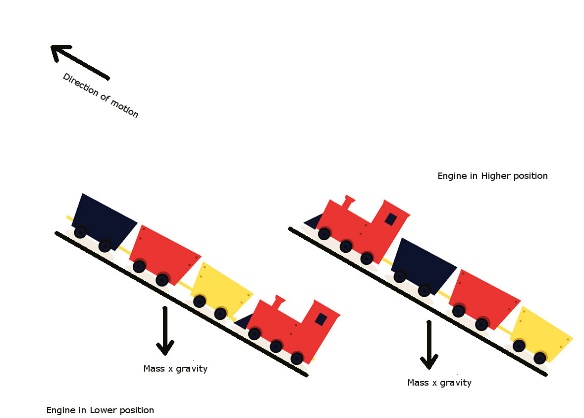 Direction of motion
Engine in Higher position
Mass x gravity
Mass x gravity
Engine in Lower position